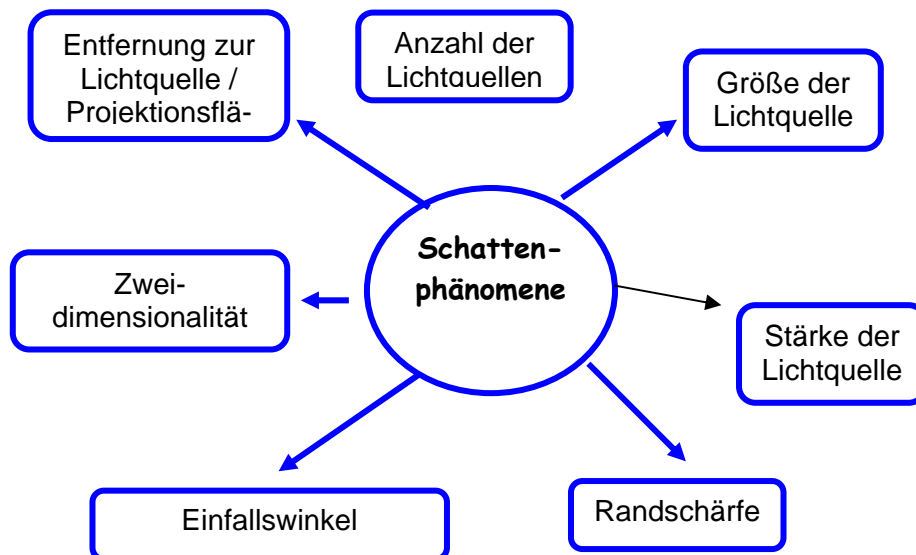 Entfernung zur
Lichtquelle /
Projektionsflä-
Anzahl der
Lichtquellen
Größe der
Lichtquelle
Schatten-
phänomene
Zwei-
dimensionalität
Stärke der
Lichtquelle
Einfallswinkel
Randschärfe